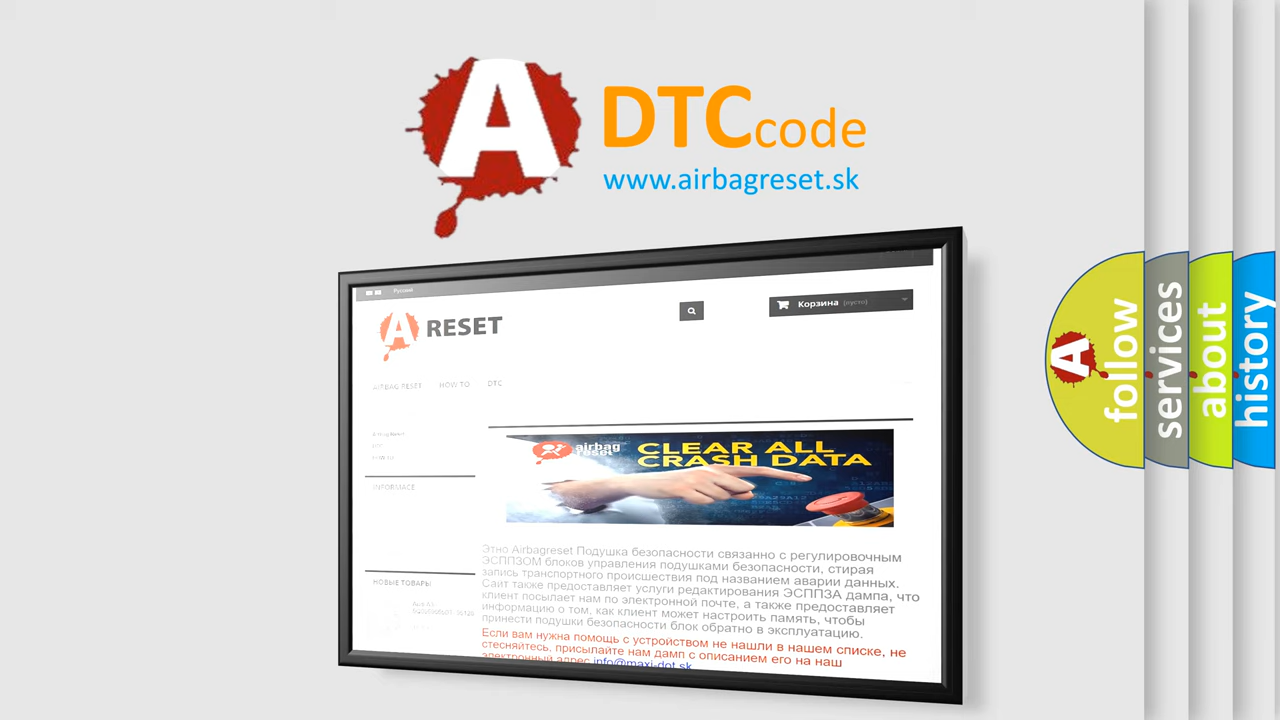 A DTCcode
www.airbagreset.sk
Русский
A RESET
Корзина (пусто)
AIRBAG RESET HOW TO DTC
Airbag Reset
DTC
HOW TO
INFORMACE
airbag
reset
CLEAR ALL
CRASH DATA
Этно Airbagreset Подушка безопасности связанно с регулировочным
ЭСППЗОМ блоков управления подушками безопасности, стирая
запись транспортного происшествия под названием аварии данных.
Сайт также предоставляет услуги редактирования ЭСППЗА дампа, что
клиент посылает нам по электронной почте, а также предоставляет
информацию о том, как клиент может настроить память, чтобы
принести подушки безопасности блок обратно в эксплуатацию.
Если вам нужна помощь с устройством не нашли в нашем списке, не
стесняйтесь, присылайте нам дамп с описанием его на наш
электронный адрес info@maxi-dot.sk
НОВЫЕ ТОВАРЫ
A
follow
services
about
history